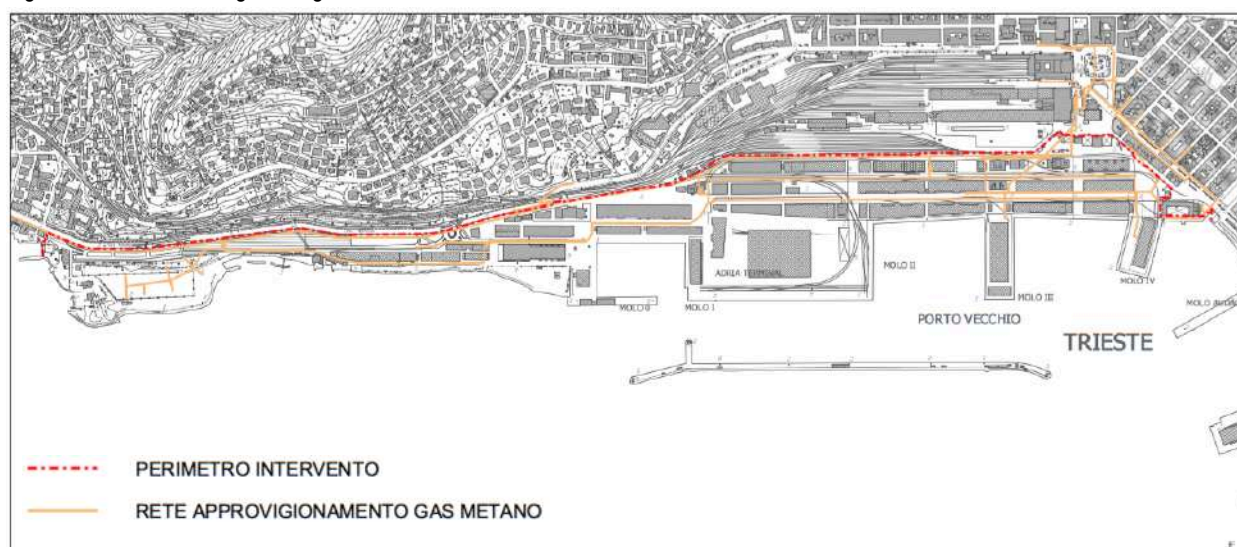 ADRIA TERMINAL
MOLO II
MOLO 0
MOLO I
MOLO III
MOLO IV
PORTO VECCHIO
TRIESTE
PERIMETRO INTERVENTO
RETE APPROVIGIONAMENTO GAS METANO